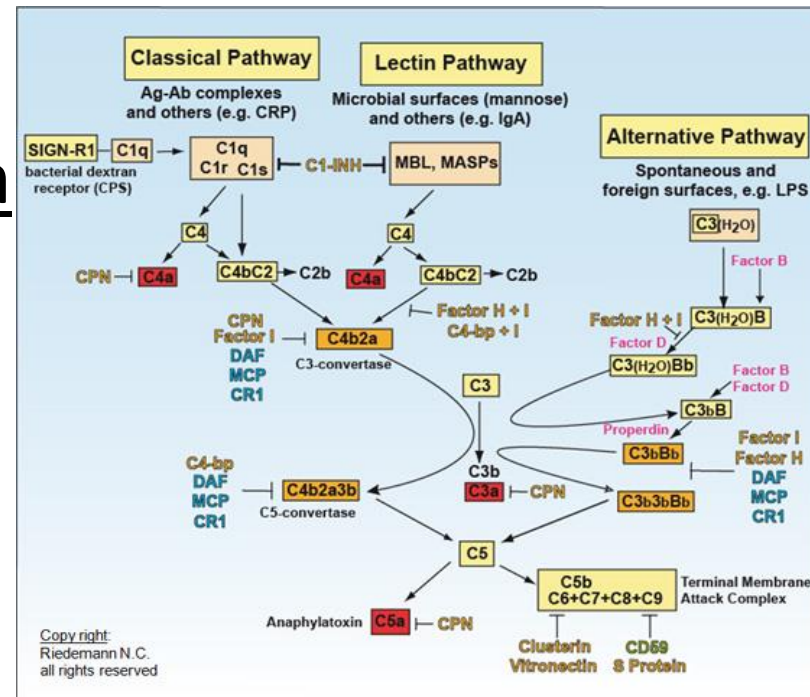 Classical Pathway
Ag-Ab complexes
and others (e.g. CRP)
Lectin Pathway
Microbial surfaces (mannose)
and others (e.g. IgA)
Alternative Pathway
Spontaneous and
foreign surfaces, e.g. LPS
SIGN-R1
C1q
bacterial dextran
receptor (CPS)
C1q
C1r C1s
C1-INH
MBL, MASPs
C3(H₂O)
Factor B
C4
C4
CPN
C4a
C4bC2
C2b
C4a
C4bC2
C2b
Factor H + I
C4-bp + I
CPN
Factor I
DAF
MCP
CR1
C4b2a
C3-convertase
Factor H + I
C3(H₂O)B
Factor D
C3(H₂O)Bb
Factor B
Factor D
C3bB
Properdin
C3bBb
Factor I
Factor H
DAF
MCP
CR1
C3
C3b
C3a
CPN
C3b3bBb
C4-bp
DAF
MCP
CR1
C4b2a3b
C5-convertase
C5
Anaphylatoxin
C5a
CPN
C5b
C6+C7+C8+C9
Terminal Membrane
Attack Complex
Clusterin
Vitronectin
CD59
S Protein
Copy right:
Riedemann N.C.
all rights reserved